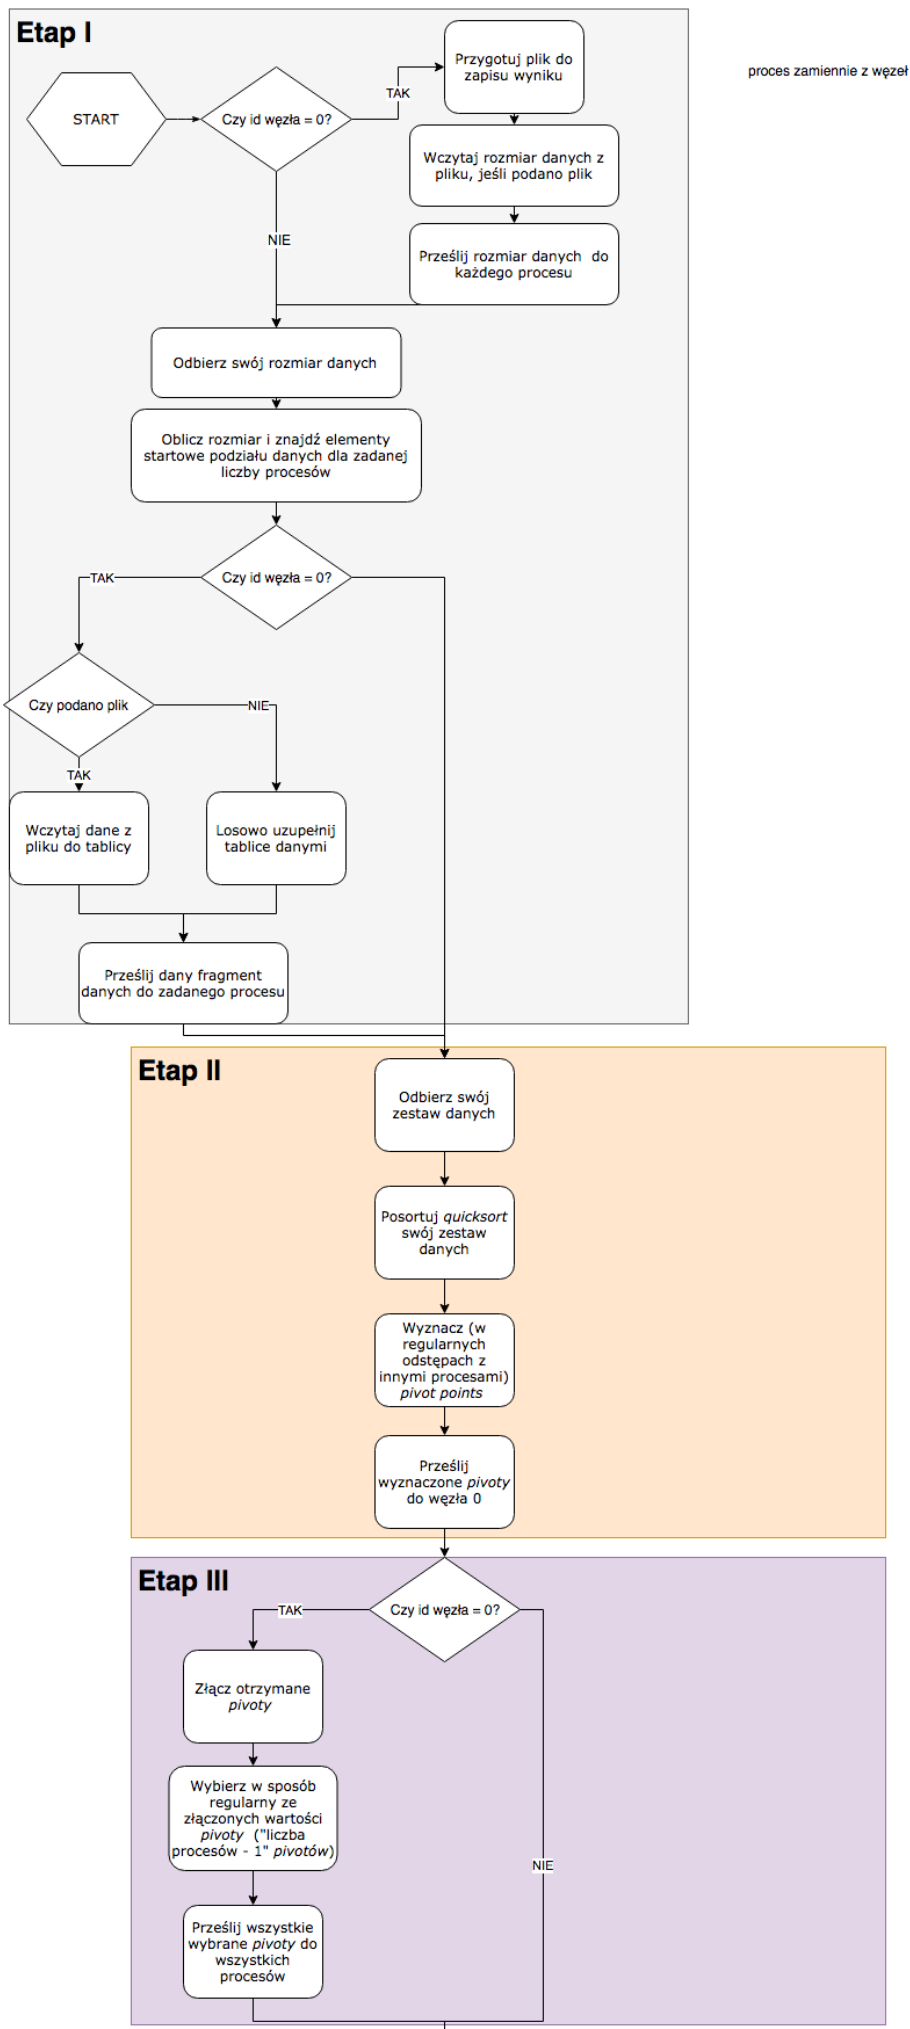 Etap I
START
Czy id węzła = 0?
TAK
Przygotuj plik do
zapisu wyniku
proces zamiennie z węzeł
Wczytaj rozmiar danych z
pliku, jeśli podano plik
NIE
Prześlij rozmiar danych  do
każdego procesu
Odbierz swój rozmiar danych
Oblicz rozmiar i znajdź elementy
startowe podziału danych dla zadanej
liczby procesów
TAK
Czy id węzła = 0?
Czy podano plik
NIE
TAK
Wczytaj dane z
pliku do tablicy
Losowo uzupełnij
tablice danymi
Prześlij dany fragment
danych do zadanego procesu
Etap II
Odbierz swój
zestaw danych
Posortuj quicksort
swój zestaw
danych
Wyznacz (w
regularnych
odstępach z
innymi procesami)
pivot points
Prześlij
wyznaczone pivoty
do węzła 0
Etap III
TAK
Czy id węzła = 0?
Złącz otrzymane
pivoty
Wybierz w sposób
regularny ze
złączonych wartości
pivoty  ("liczba
procesów - 1" pivotów)
NIE
Prześlij wszystkie
wybrane pivoty do
wszystkich
procesów